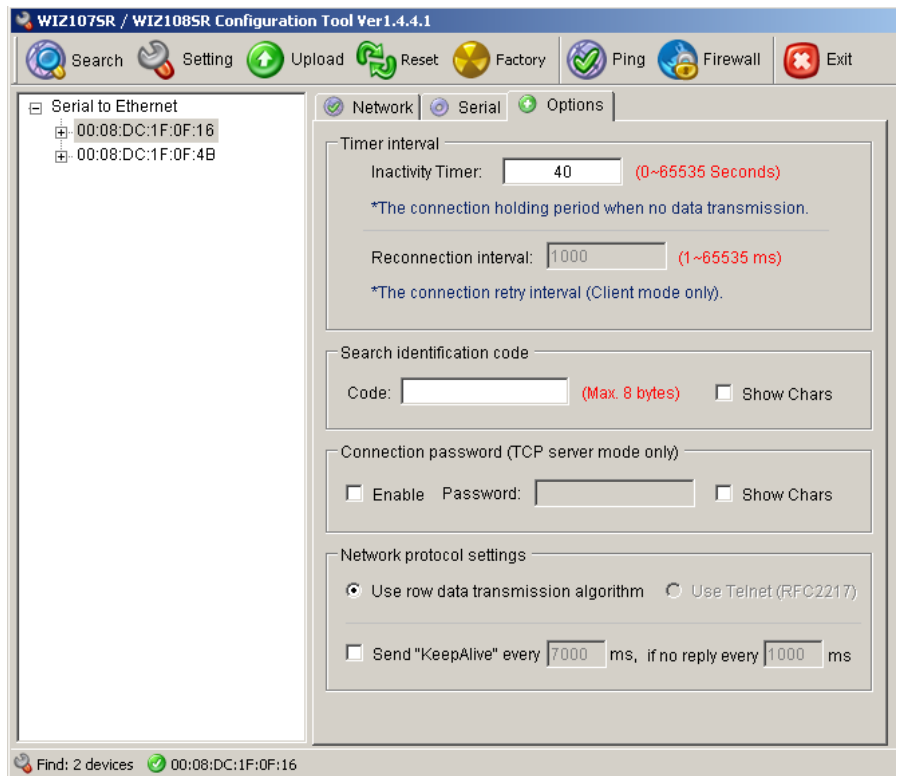 WIZ107SR / WIZ108SR Configuration Tool Ver1.4.4.1
Search Setting Upload Reset Factory Ping Firewall Exit
Serial to Ethernet
00:08:DC:1F:0F:16
00:08:DC:1F:0F:4B
Network Serial Options
Timer interval
Inactivity Timer: 40 (0~65535 Seconds)
*The connection holding period when no data transmission.
Reconnection interval: 1000 (1~65535 ms)
*The connection retry interval (Client mode only).
Search identification code
Code: (Max. 8 bytes) Show Chars
Connection password (TCP server mode only)
Enable Password: Show Chars
Network protocol settings
Use row data transmission algorithm Use Telnet (RFC2217)
Send "KeepAlive" every 7000 ms, if no reply every 1000 ms
Find: 2 devices 00:08:DC:1F:0F:16